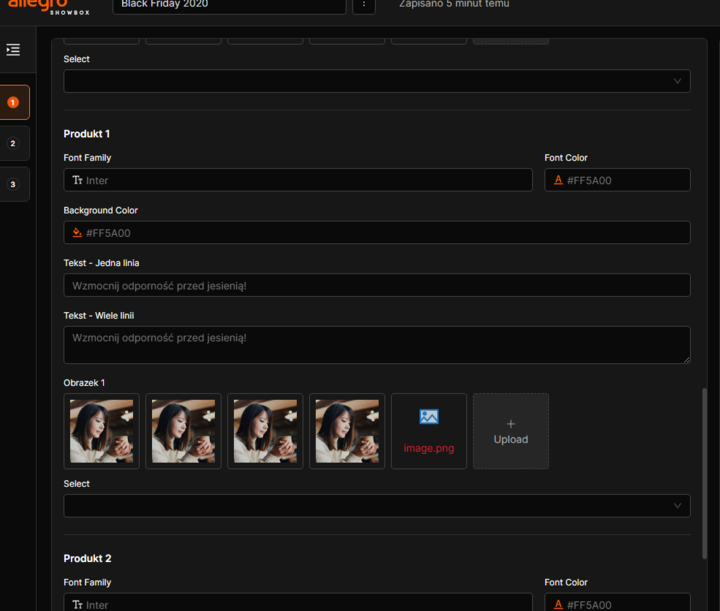 allegro
SHOWBOX
Black Friday 2020
Zapisano 5 minut temu
Select
1
2
3
Produkt 1
Font Family
Font Color
Inter
#FF5A00
Background Color
#FF5A00
Tekst - Jedna linia
Wzmocnij odporność przed jesienią!
Tekst - Wiele linii
Wzmocnij odporność przed jesienią!
Obrazek 1
image.png
+
Upload
Select
Produkt 2
Font Family
Font Color
Inter
#FF5A00